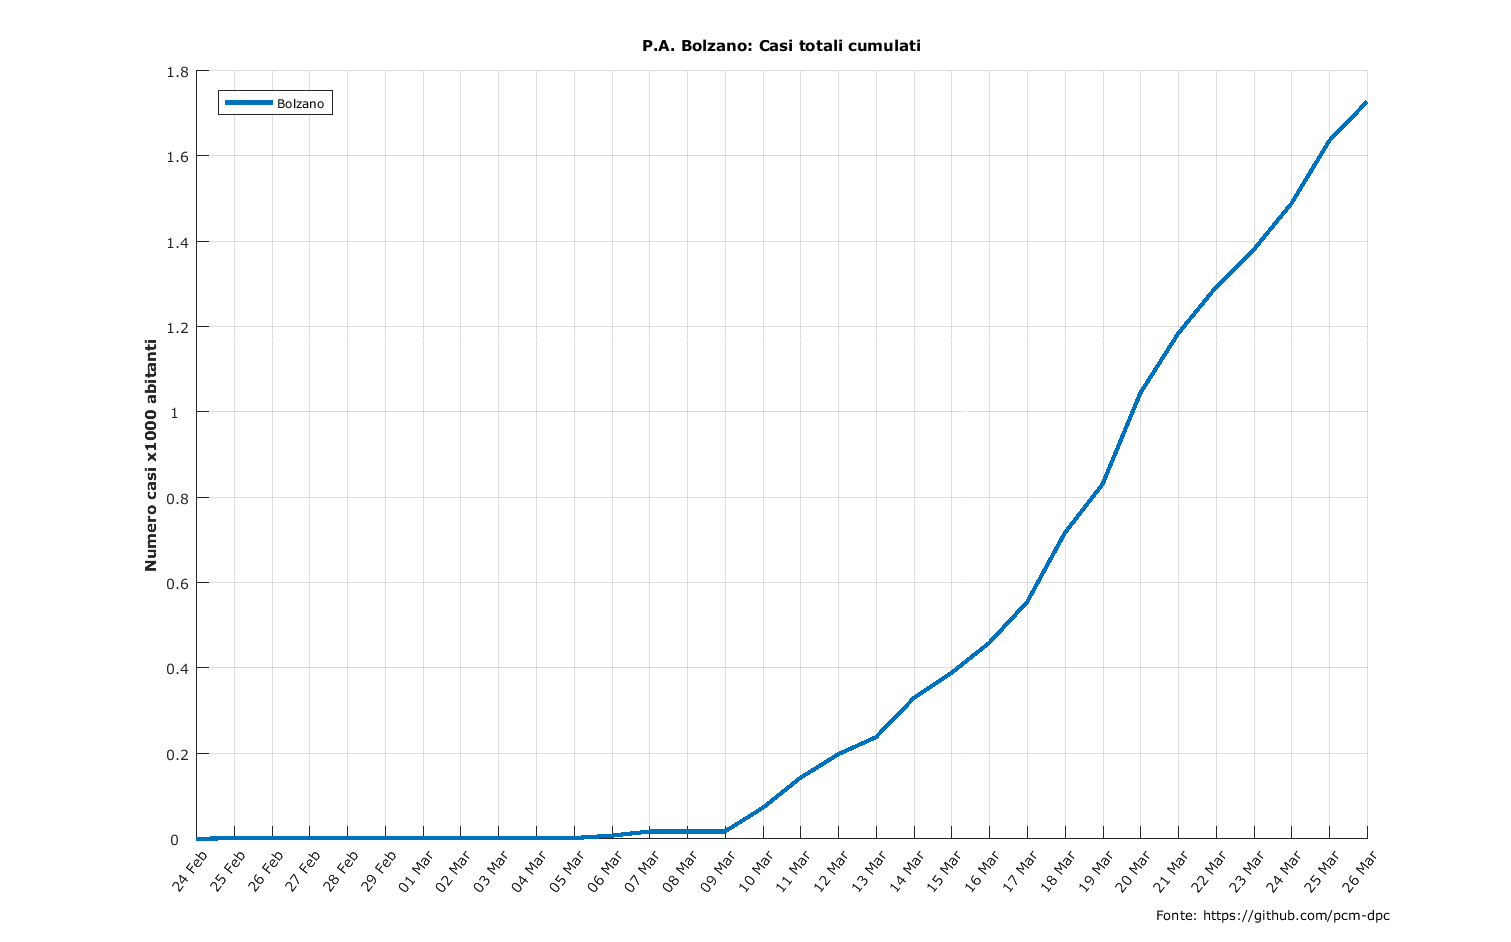 P.A. Bolzano: Casi totali cumulati
Bolzano
Numero casi x1000 abitanti
1.8
1.6
1.4
1.2
1
0.8
0.6
0.4
0.2
0
24 Feb
25 Feb
26 Feb
27 Feb
28 Feb
29 Feb
01 Mar
02 Mar
03 Mar
04 Mar
05 Mar
06 Mar
07 Mar
08 Mar
09 Mar
10 Mar
11 Mar
12 Mar
13 Mar
14 Mar
15 Mar
16 Mar
17 Mar
18 Mar
19 Mar
20 Mar
21 Mar
22 Mar
23 Mar
24 Mar
25 Mar
26 Mar
Fonte: https://github.com/pcm-dpc